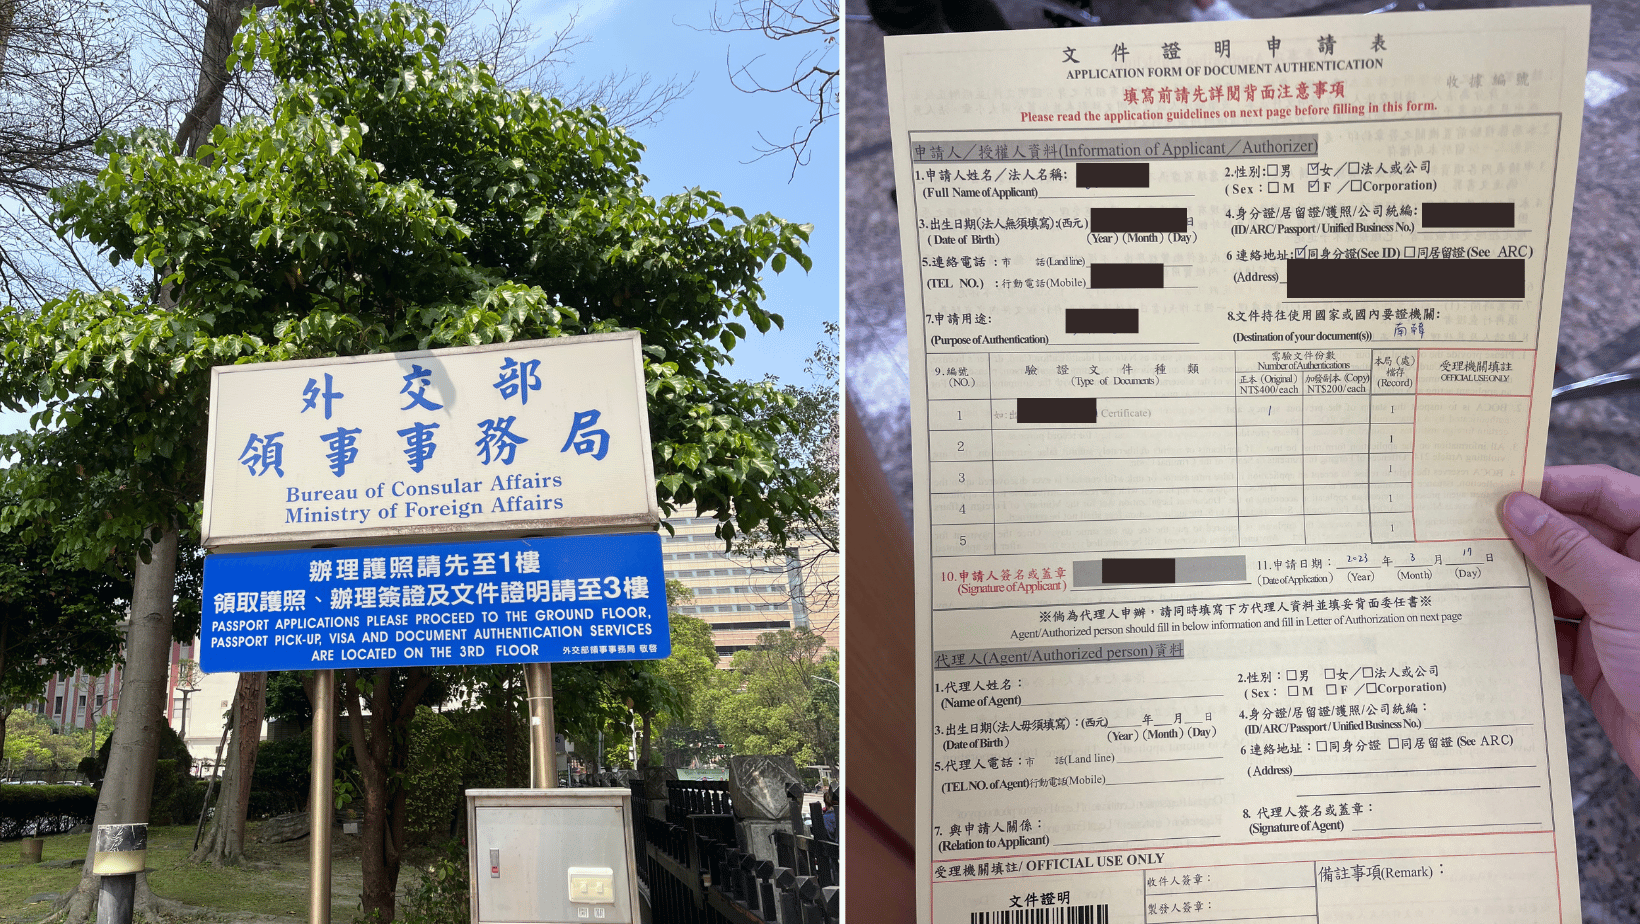 外交部
領事事務局
Bureau of Consular Affairs
Ministry of Foreign Affairs
辦理護照請先至1樓
領取護照、辦理簽證及文件證明請至3樓
PASSPORT APPLICATIONS PLEASE PROCEED TO THE GROUND FLOOR,
PASSPORT PICK-UP, VISA AND DOCUMENT AUTHENTICATION SERVICES
ARE LOCATED ON THE 3RD FLOOR 外交部領事事務局 敬啓
文件證明申請表
APPLICATION FORM OF DOCUMENT AUTHENTICATION
收據編號
填寫前請先詳閱背面注意事項
Please read the application guidelines on next page before filling in this form.
申請人／授權人資料(Information of Applicant／Authorizer)
1.申請人姓名／法人名稱:
(Full Name of Applicant)
2.性別:☐男 ☑女／☐法人或公司
(Sex：☐ M ☑ F ／☐Corporation)
3.出生日期(法人無須填寫):(西元) 日
(Date of Birth) (Year) (Month) (Day)
4.身分證/居留證/護照/公司統編:
(ID/ARC/Passport/Unified Business No.)
5.連絡電話：市 話(Land line)
(TEL NO.)：行動電話(Mobile)
6 連絡地址:☑同身分證(See ID) ☐同居留證(See ARC)
(Address)
7.申請用途:
(Purpose of Authentication)
8.文件持往使用國家或國內要證機關:
(Destination of your document(s)) 南韓
9.編號
(NO.)
驗證文件種類
(Type of Documents)
需驗文件份數
Number of Authentications
正本 (Original)
NT$400/each
加發副本 (Copy)
NT$200/each
本局(處)
檔存
(Record)
受理機關填註
OFFICIAL USE ONLY
1 如:出 Certificate) 1 1
2 1
3 1
4 1
5 1
10.申請人簽名或蓋章
(Signature of Applicant)
11.申請日期： 2023 年 3 月 17 日
(Date of Application) (Year) (Month) (Day)
※倘為代理人申辦，請同時填寫下方代理人資料並填妥背面委任書※
Agent/Authorized person should fill in below information and fill in Letter of Authorization on next page
代理人(Agent/Authorized person)資料
1.代理人姓名：
(Name of Agent)
2.性別：☐男 ☐女／☐法人或公司
(Sex： ☐ M ☐ F ／☐Corporation)
3.出生日期(法人毋須填寫)：(西元) 年 月 日
(Date of Birth) (Year) (Month) (Day)
4.身分證/居留證/護照/公司統編：
(ID/ARC/Passport/Unified Business No.)
5.代理人電話：市 話(Land line)
(TEL NO. of Agent)行動電話(Mobile)
6 連絡地址：☐同身分證 ☐同居留證 (See ARC)
(Address)
7. 與申請人關係：
(Relation to Applicant)
8. 代理人簽名或蓋章：
(Signature of Agent)
受理機關填註/ OFFICIAL USE ONLY
文件證明
收件人簽章：
製發人簽章：
備註事項(Remark)：